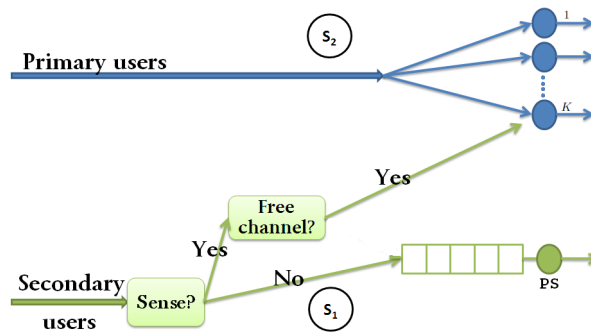 S2
1
Primary users
K
Yes
Free
channel?
Yes
No
Secondary
users
Sense?
S1
PS